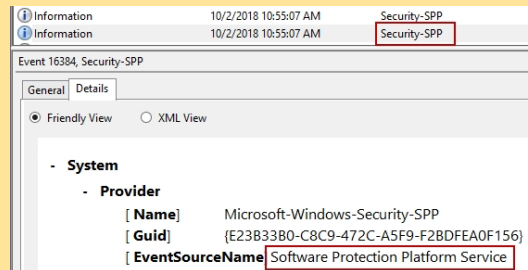 Information 10/2/2018 10:55:07 AM Security-SPP
Information 10/2/2018 10:55:07 AM Security-SPP
Event 16384, Security-SPP
General Details
Friendly View XML View
- System
- Provider
[ Name] Microsoft-Windows-Security-SPP
[ Guid] {E23B33B0-C8C9-472C-A5F9-F2BDFEA0F156}
[ EventSourceName Software Protection Platform Service